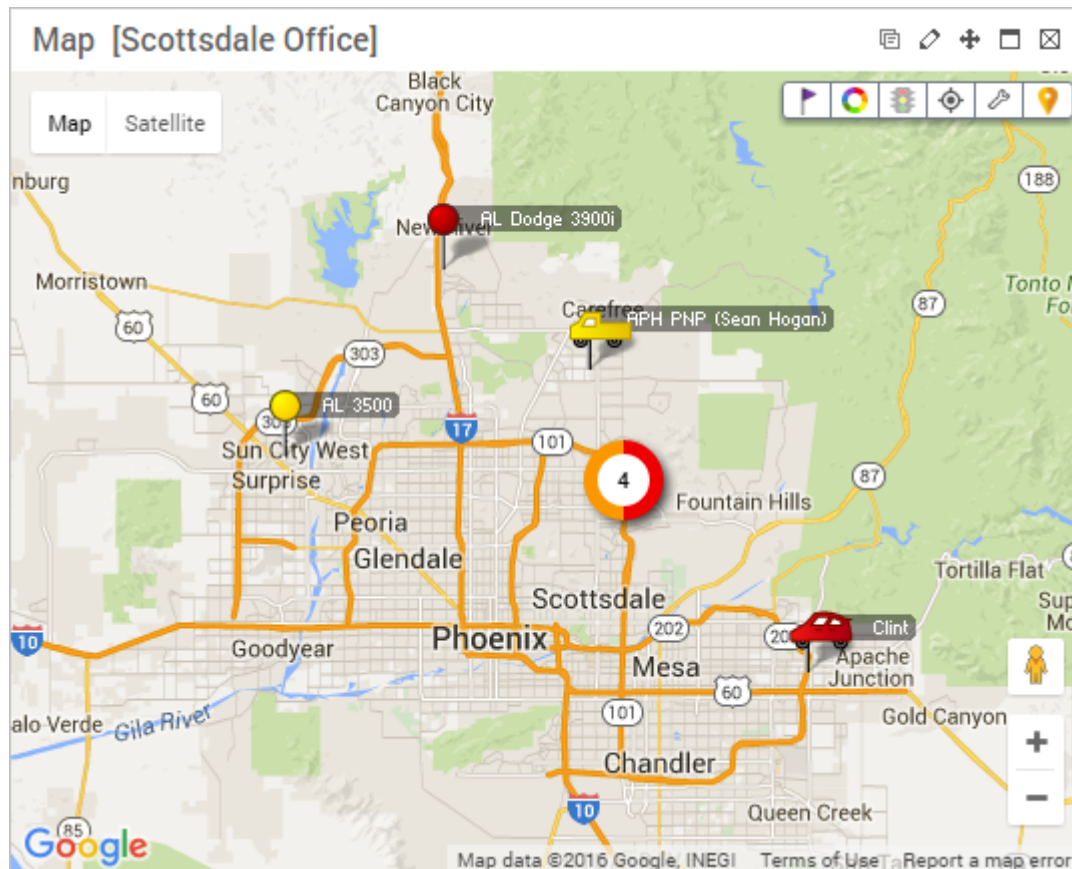 Map [Scottsdale Office]
Map
Satellite
Black
Canyon City
nburg
188
AL Dodge 3900i
Morristown
87
60
Carefree
APH PNP (Sean Hogan)
303
60
AL 3500
17
101
Sun City West
Surprise
4
87
Fountain Hills
Peoria
Glendale
Tortilla Flat
Scottsdale
10
Phoenix
202
Clint
Goodyear
Mesa
Apache
Junction
60
alo Verde
Gila River
101
Gold Canyon
Chandler
10
Queen Creek
85
Google
Map data ©2016 Google, INEGI
Terms of Use
Report a map error